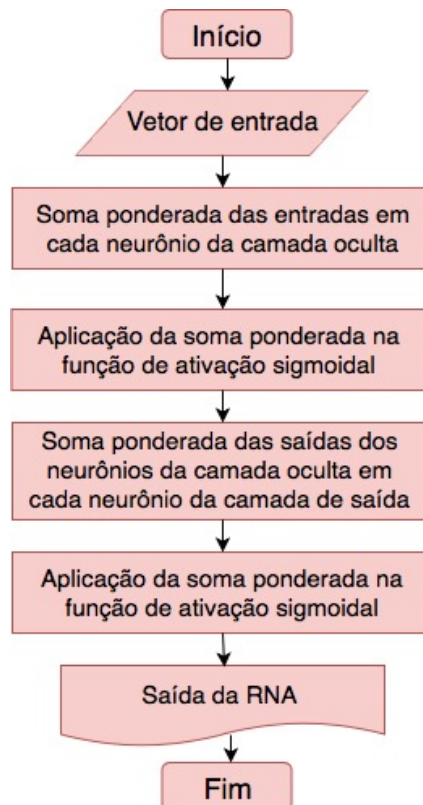 Início
Vetor de entrada
Soma ponderada das entradas em
cada neurônio da camada oculta
Aplicação da soma ponderada na
função de ativação sigmoidal
Soma ponderada das saídas dos
neurônios da camada oculta em
cada neurônio da camada de saída
Aplicação da soma ponderada na
função de ativação sigmoidal
Saída da RNA
Fim